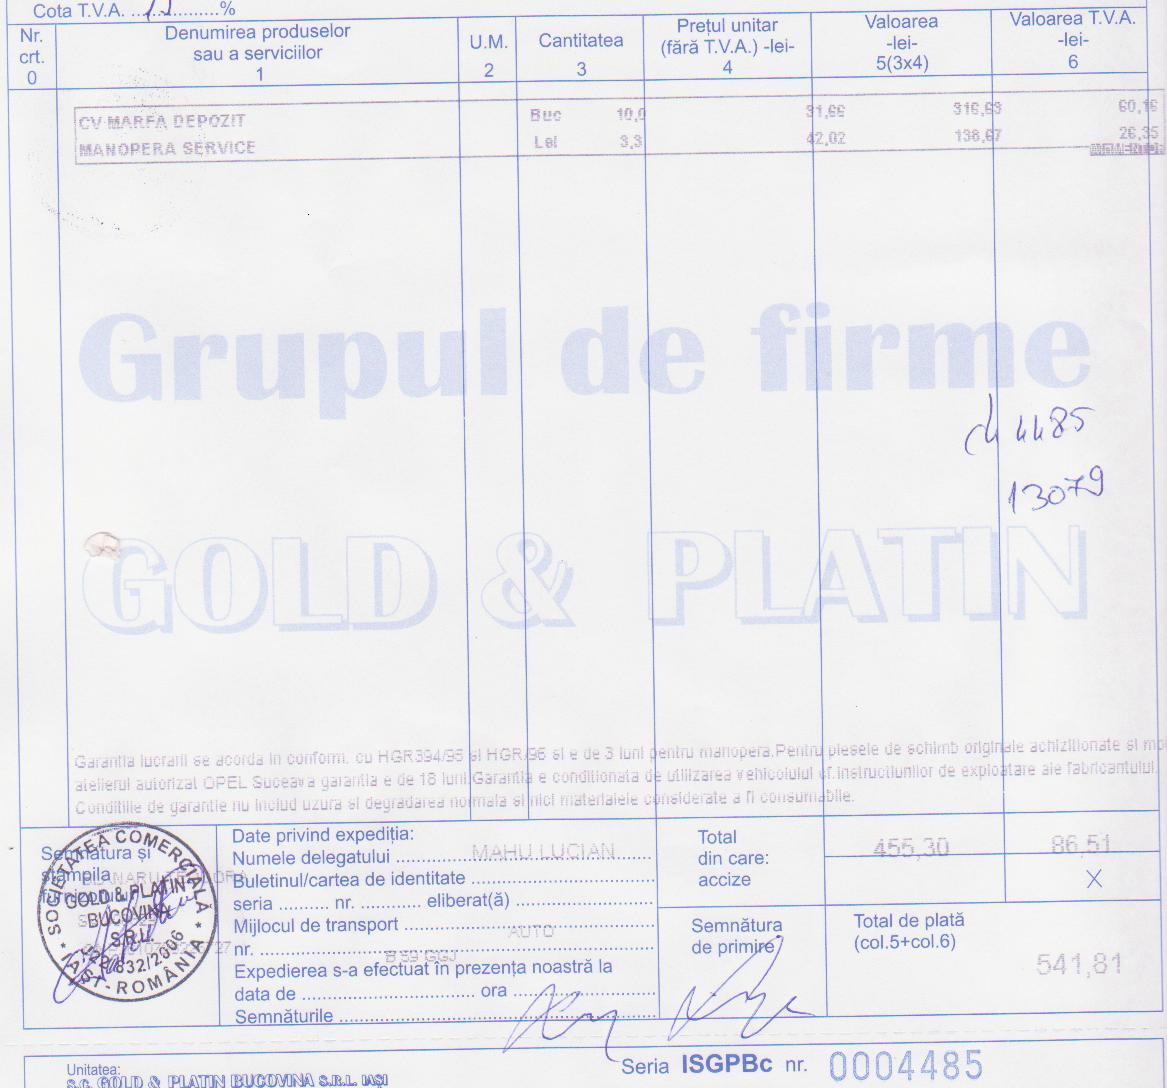 Cota T.V.A. ....................%
Nr. crt. 0
Denumirea produselor sau a serviciilor 1
U.M. 2
Cantitatea 3
Prețul unitar (fără T.V.A.) -lei- 4
Valoarea -lei- 5(3x4)
Valoarea T.V.A. -lei- 6
CV MARFA DEPOZIT Buc 10,0 31,66 316,63 60,16
MANOPERA SERVICE Lei 3,3 42,02 138,67 26,35
Grupul de firme
ch 4485
13079
GOLD & PLATIN
Garantia lucrarii se acorda in conform. cu HGR394/95 si HGR/96 si e de 3 luni pentru manopera.Pentru piesele de schimb originale achizitionate si
atelierul autorizat OPEL Suceava garantia e de 18 luni.Garantia e conditionata de utilizarea vehicolului cf.instructiunilor de exploatare ale fabricantului.
Conditiile de garantie nu includ uzura si degradarea normala si nici materialele considerate a fi consumabile.
Semnătura și
ștampila
furnizorului
SOCIETATEA COMERCIALĂ
GOLD & PLATIN
BUCOVINA
S.R.L.
J22/832/2006
IAȘI-ROMÂNIA
Date privind expediția:
Numele delegatului MAHU LUCIAN
Buletinul/cartea de identitate ..............................
seria .......... nr. ............ eliberat(ă) .......................
Mijlocul de transport AUTO
nr. B 59 GGJ
Expedierea s-a efectuat în prezența noastră la
data de ................................. ora .......................
Semnăturile ..........................................................
Total
din care:
accize
455,30
86,51
X
Semnătura
de primire
Total de plată
(col.5+col.6)
541,81
Unitatea:
S.C. GOLD & PLATIN BUCOVINA S.R.L. IAȘI
Seria ISGPBc nr. 0004485